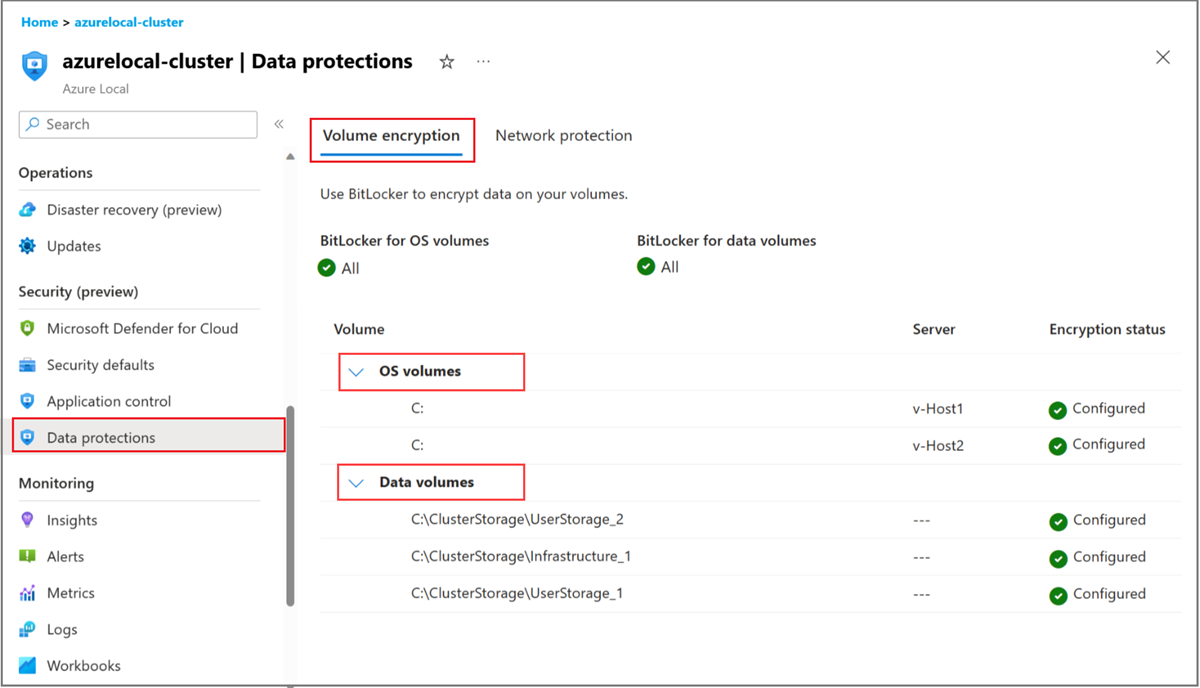 Home > azurelocal-cluster
azurelocal-cluster | Data protections
Azure Local
Search
Operations
Disaster recovery (preview)
Updates
Security (preview)
Microsoft Defender for Cloud
Security defaults
Application control
Data protections
Monitoring
Insights
Alerts
Metrics
Logs
Workbooks
Volume encryption Network protection
Use BitLocker to encrypt data on your volumes.
BitLocker for OS volumes BitLocker for data volumes
All All
Volume Server Encryption status
OS volumes
C: v-Host1 Configured
C: v-Host2 Configured
Data volumes
C:\ClusterStorage\UserStorage_2 --- Configured
C:\ClusterStorage\Infrastructure_1 --- Configured
C:\ClusterStorage\UserStorage_1 --- Configured